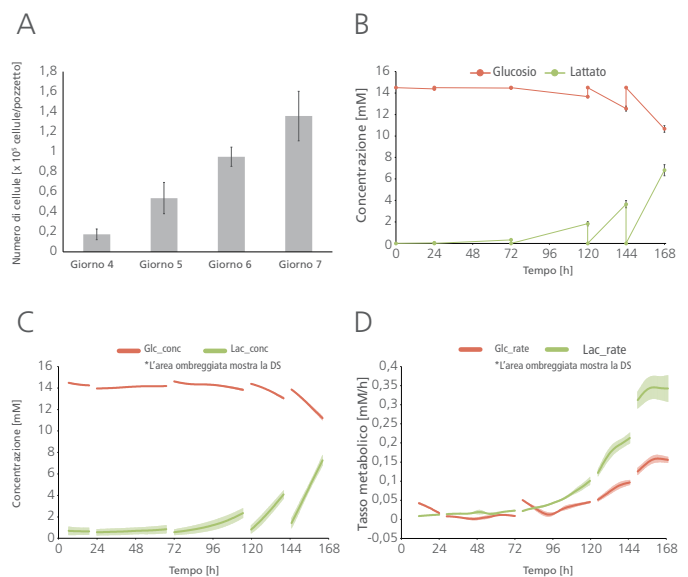 A
Numero di cellule [x 10⁵ cellule/pozzetto]
1,8
1,6
1,4
1,2
1
0,8
0,6
0,4
0,2
0
Giorno 4 Giorno 5 Giorno 6 Giorno 7
B
Glucosio Lattato
Concentrazione [mM]
16
14
12
10
8
6
4
2
0
0 24 48 72 96 120 144 168
Tempo [h]
C
Glc_conc Lac_conc
*L'area ombreggiata mostra la DS
Concentrazione [mM]
16
14
12
10
8
6
4
2
0
0 24 48 72 96 120 144 168
Tempo [h]
D
Glc_rate Lac_rate
*L'area ombreggiata mostra la DS
Tasso metabolico [mM/h]
0,4
0,35
0,3
0,25
0,2
0,15
0,1
0,05
0
-0,05
0 24 48 72 96 120 144 168
Tempo [h]